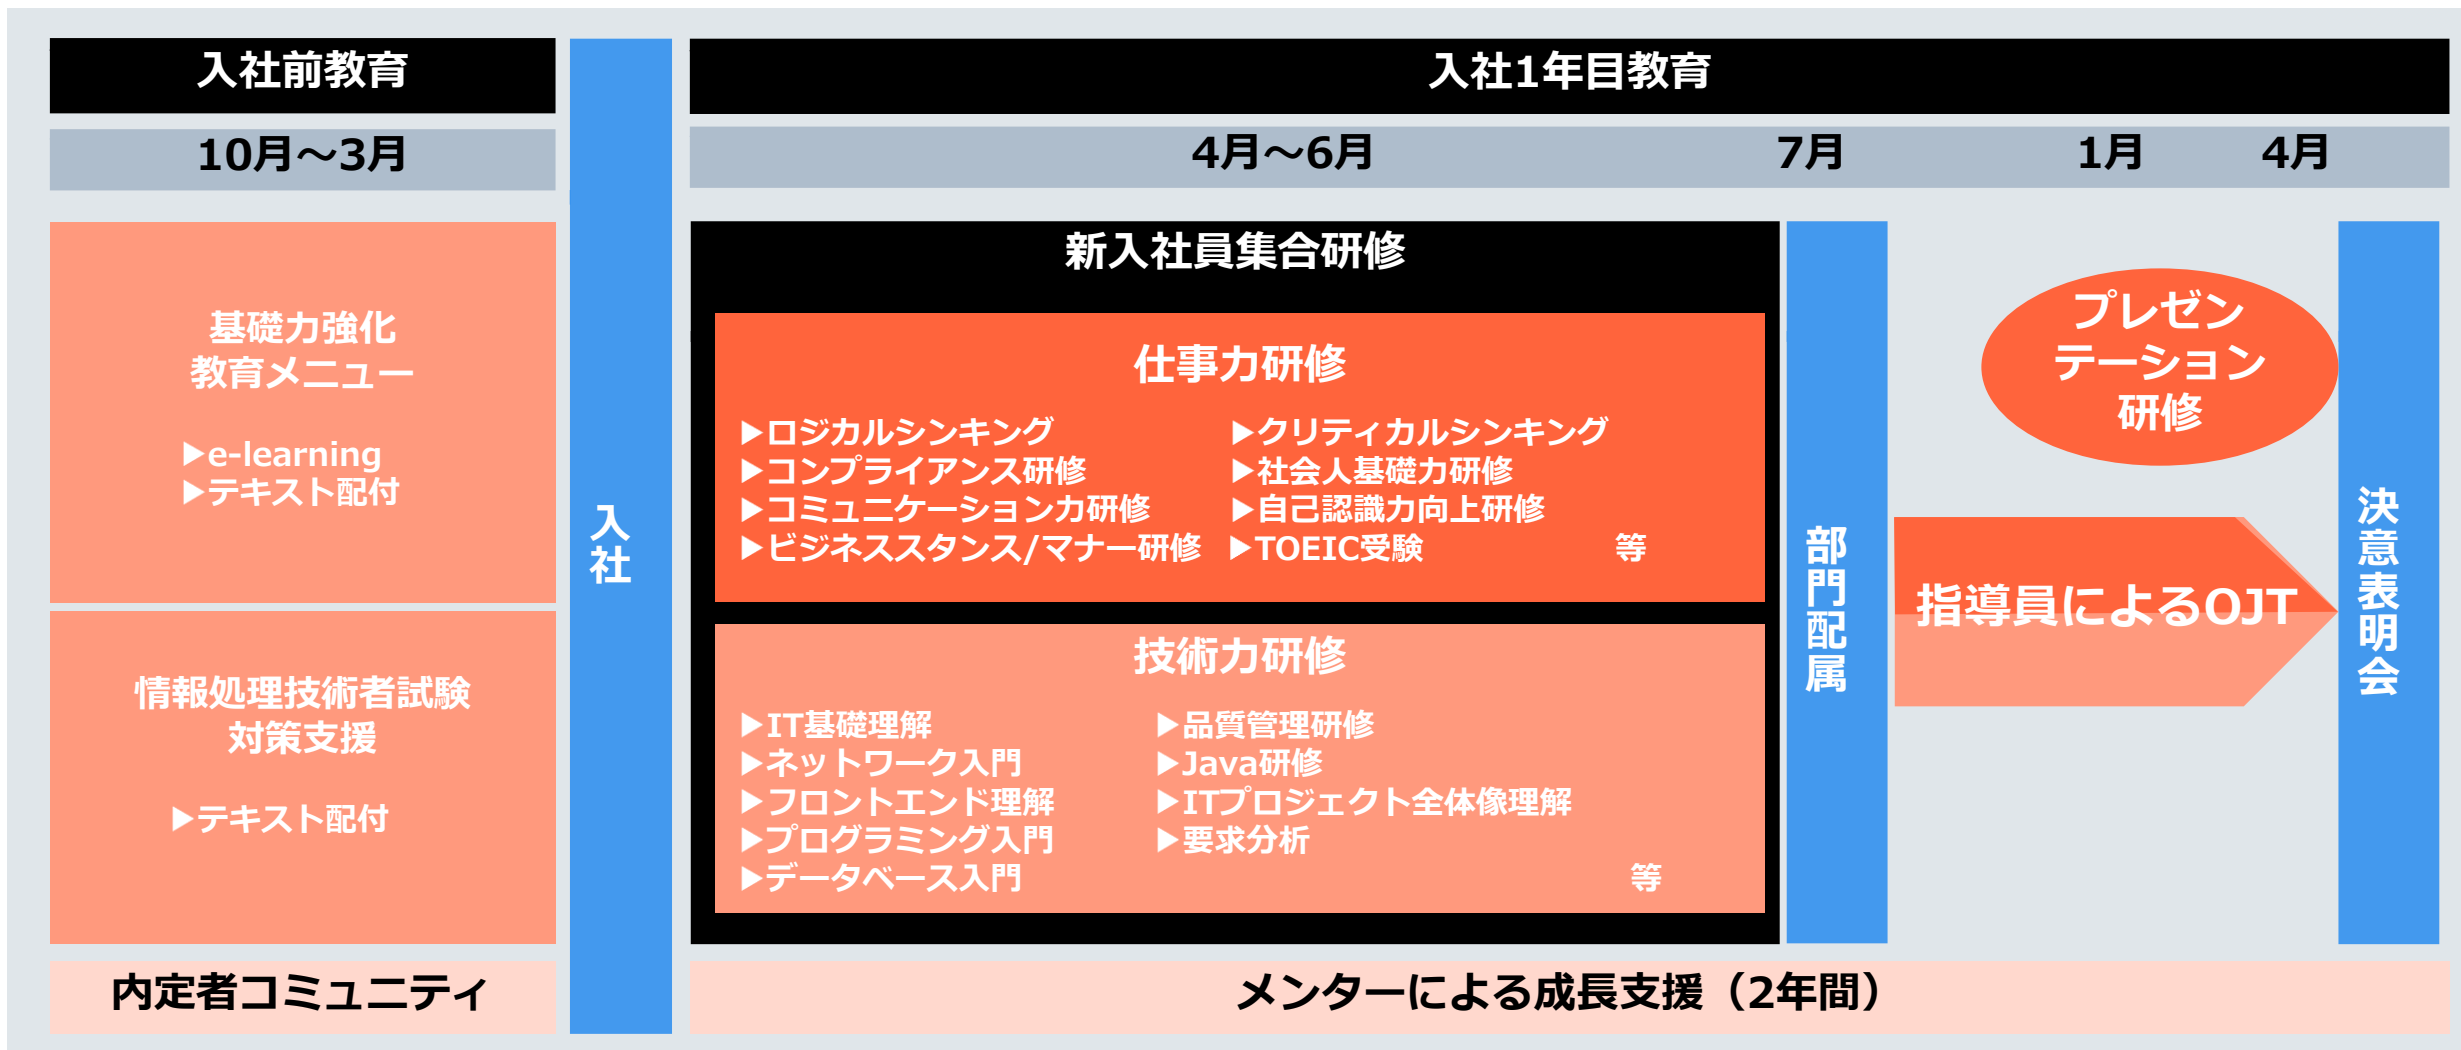 入社前教育
10月～3月
基礎力強化
教育メニュー
▶e-learning
▶テキスト配付
情報処理技術者試験
対策支援
▶テキスト配付
内定者コミュニティ
入社
入社1年目教育
4月～6月
7月
1月
4月
新入社員集合研修
仕事力研修
▶ロジカルシンキング
▶クリティカルシンキング
▶コンプライアンス研修
▶社会人基礎力研修
▶コミュニケーション力研修
▶自己認識力向上研修
▶ビジネススタンス/マナー研修
▶TOEIC受験 等
技術力研修
▶IT基礎理解
▶品質管理研修
▶ネットワーク入門
▶Java研修
▶フロントエンド理解
▶ITプロジェクト全体像理解
▶プログラミング入門
▶要求分析
▶データベース入門 等
部門配属
プレゼン
テーション
研修
指導員によるOJT
決意表明会
メンターによる成長支援（2年間）